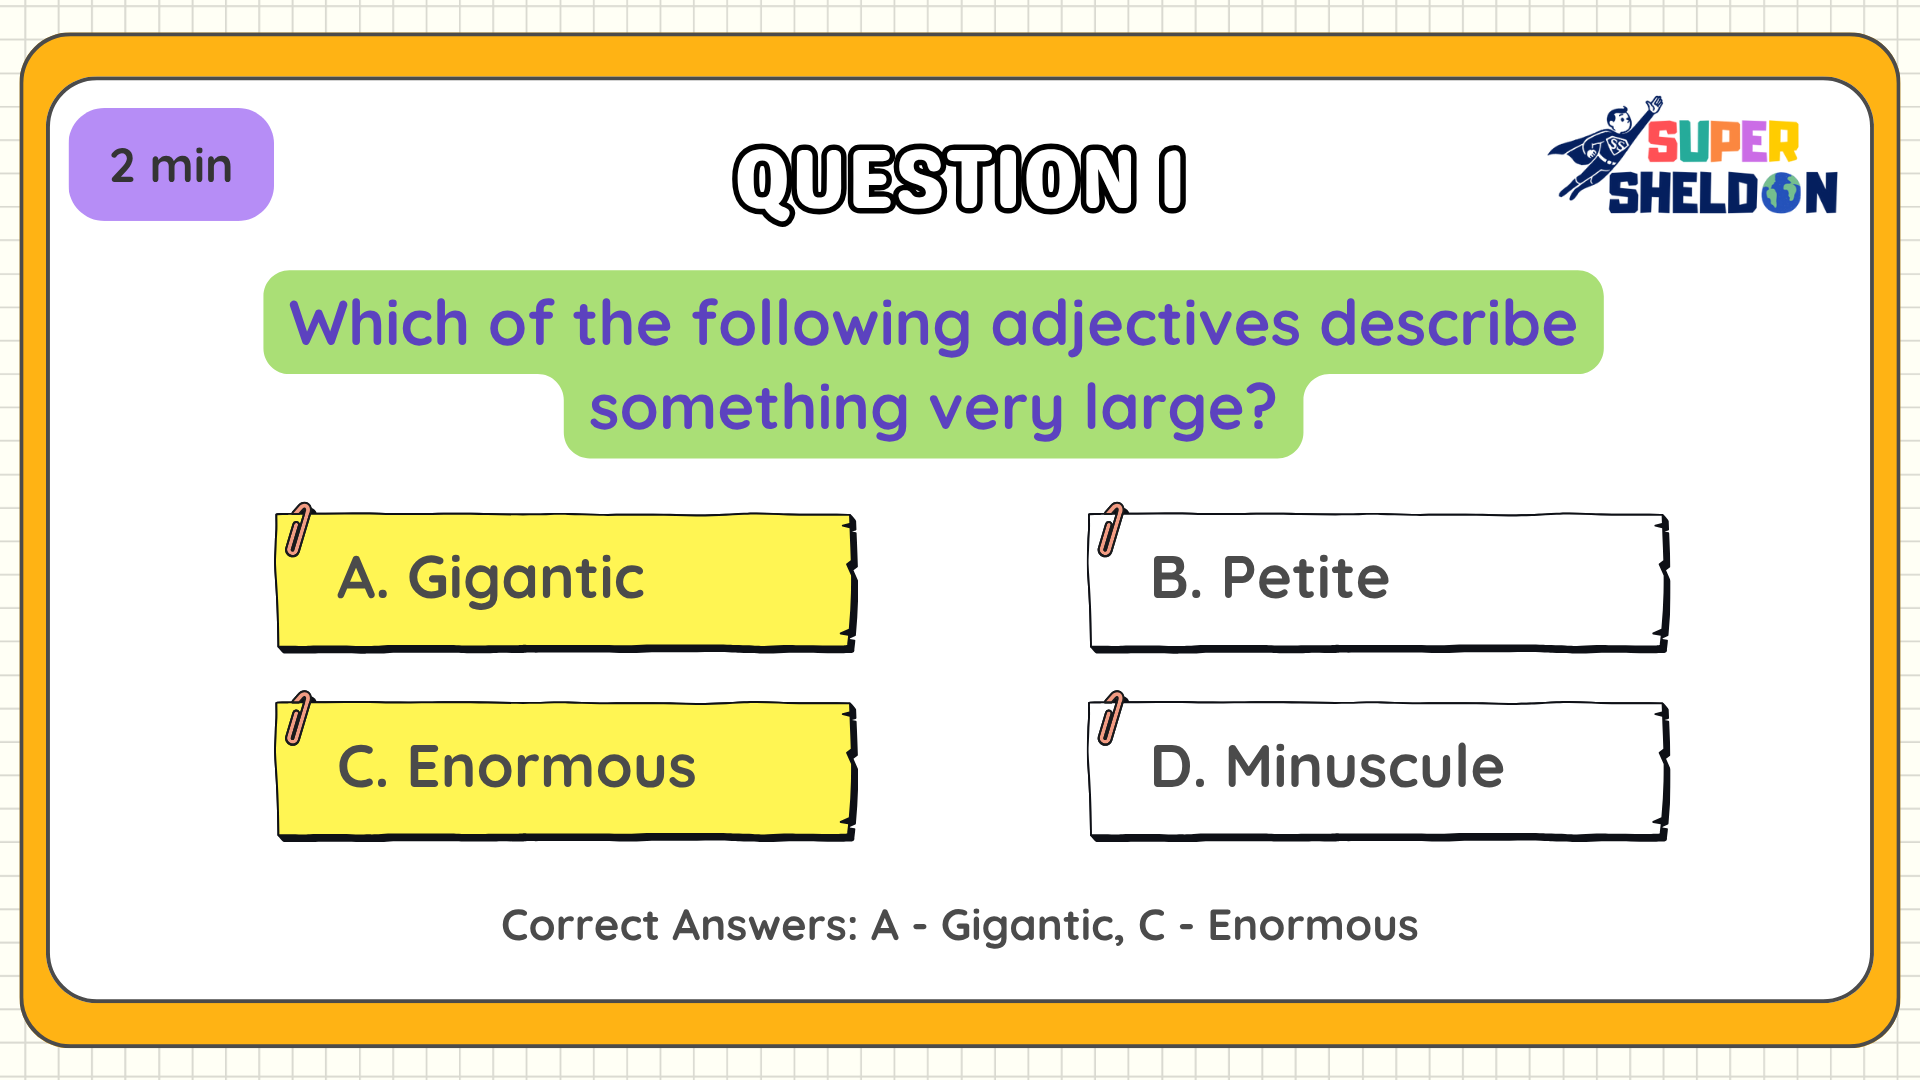 2 min
QUESTION 1
SUPER
SHELDON
Which of the following adjectives describe
something very large?
A. Gigantic
B. Petite
C. Enormous
D. Minuscule
Correct Answers: A - Gigantic, C - Enormous